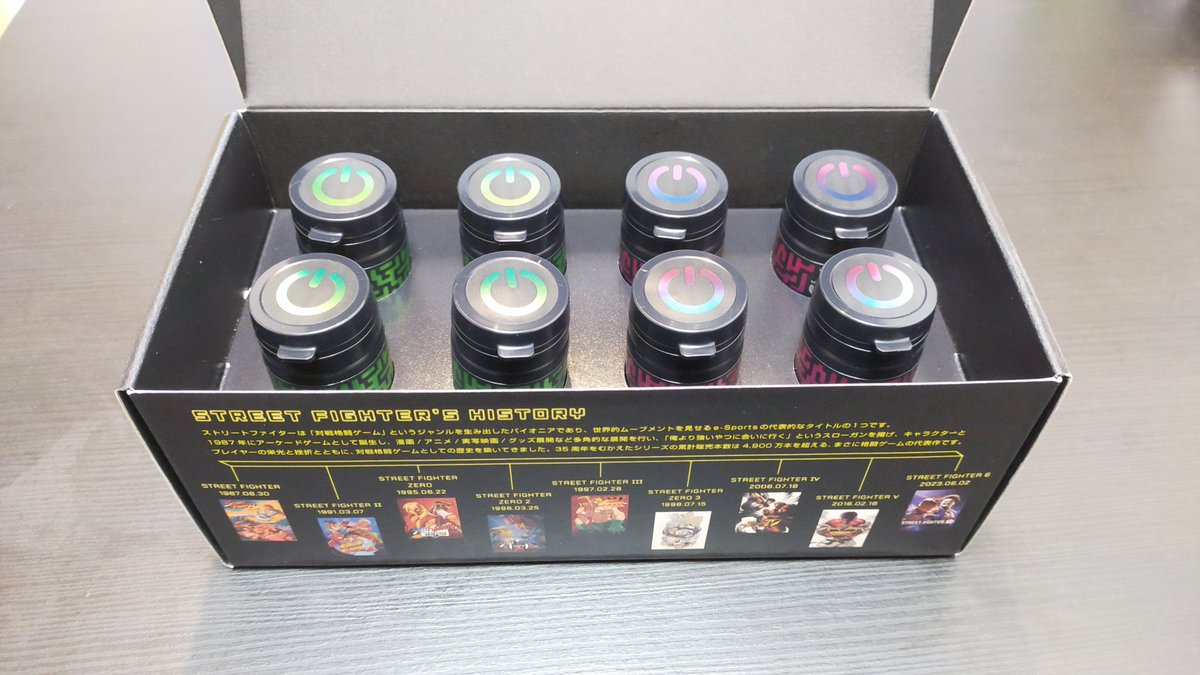 STREET FIGHTER'S HISTORY
ストリートファイターは「対戦格闘ゲーム」というジャンルを生み出したパイオニアであり、世界的ムーブメントを見せるe-Sportsの代表的なタイトルの1つです。
1987年にアーケードゲームとして誕生し、漫画/アニメ/実写映画/グッズ展開など多角的な展開を行い、「俺より強いやつに会いに行く」というスローガンを掲げ、キャラクターと
プレイヤーの栄光と挫折とともに、対戦格闘ゲームとしての歴史を築いてきました。35周年をむかえたシリーズの累計販売本数は4,900万本を超える、まさに格闘ゲームの代表作です。
STREET FIGHTER
1987.08.30
STREET FIGHTER II
1991.03.07
STREET FIGHTER
ZERO
1995.06.22
STREET FIGHTER
ZERO 2
1996.03.25
STREET FIGHTER III
1997.02.28
STREET FIGHTER
ZERO 3
1998.07.15
STREET FIGHTER IV
2008.07.18
STREET FIGHTER V
2016.02.18
STREET FIGHTER 6
2023.06.02
STREET FIGHTER